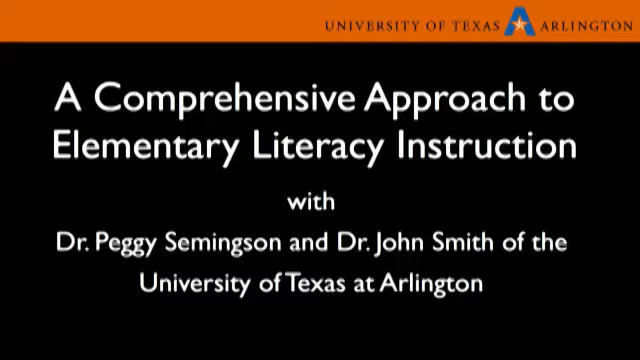 UNIVERSITY OF TEXAS A ARLINGTON
A Comprehensive Approach to
Elementary Literacy Instruction
with
Dr. Peggy Semingson and Dr. John Smith of the
University of Texas at Arlington